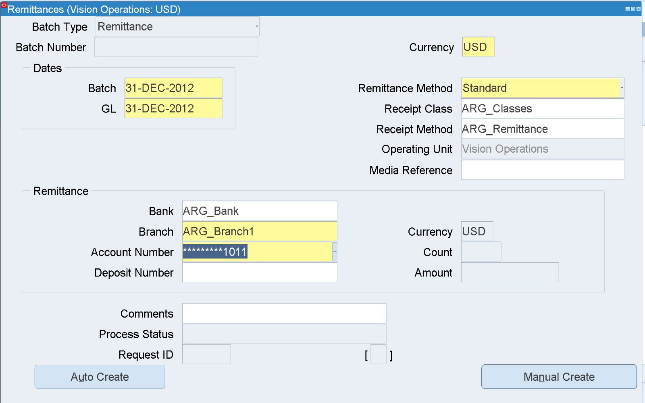 Remittances (Vision Operations: USD)
Batch Type Remittance
Batch Number Currency USD
Dates
Batch 31-DEC-2012 Remittance Method Standard
GL 31-DEC-2012 Receipt Class ARG_Classes
Receipt Method ARG_Remittance
Operating Unit Vision Operations
Media Reference
Remittance
Bank ARG_Bank
Branch ARG_Branch1 Currency USD
Account Number *********1011 Count
Deposit Number Amount
Comments
Process Status
Request ID [ ]
Auto Create Manual Create